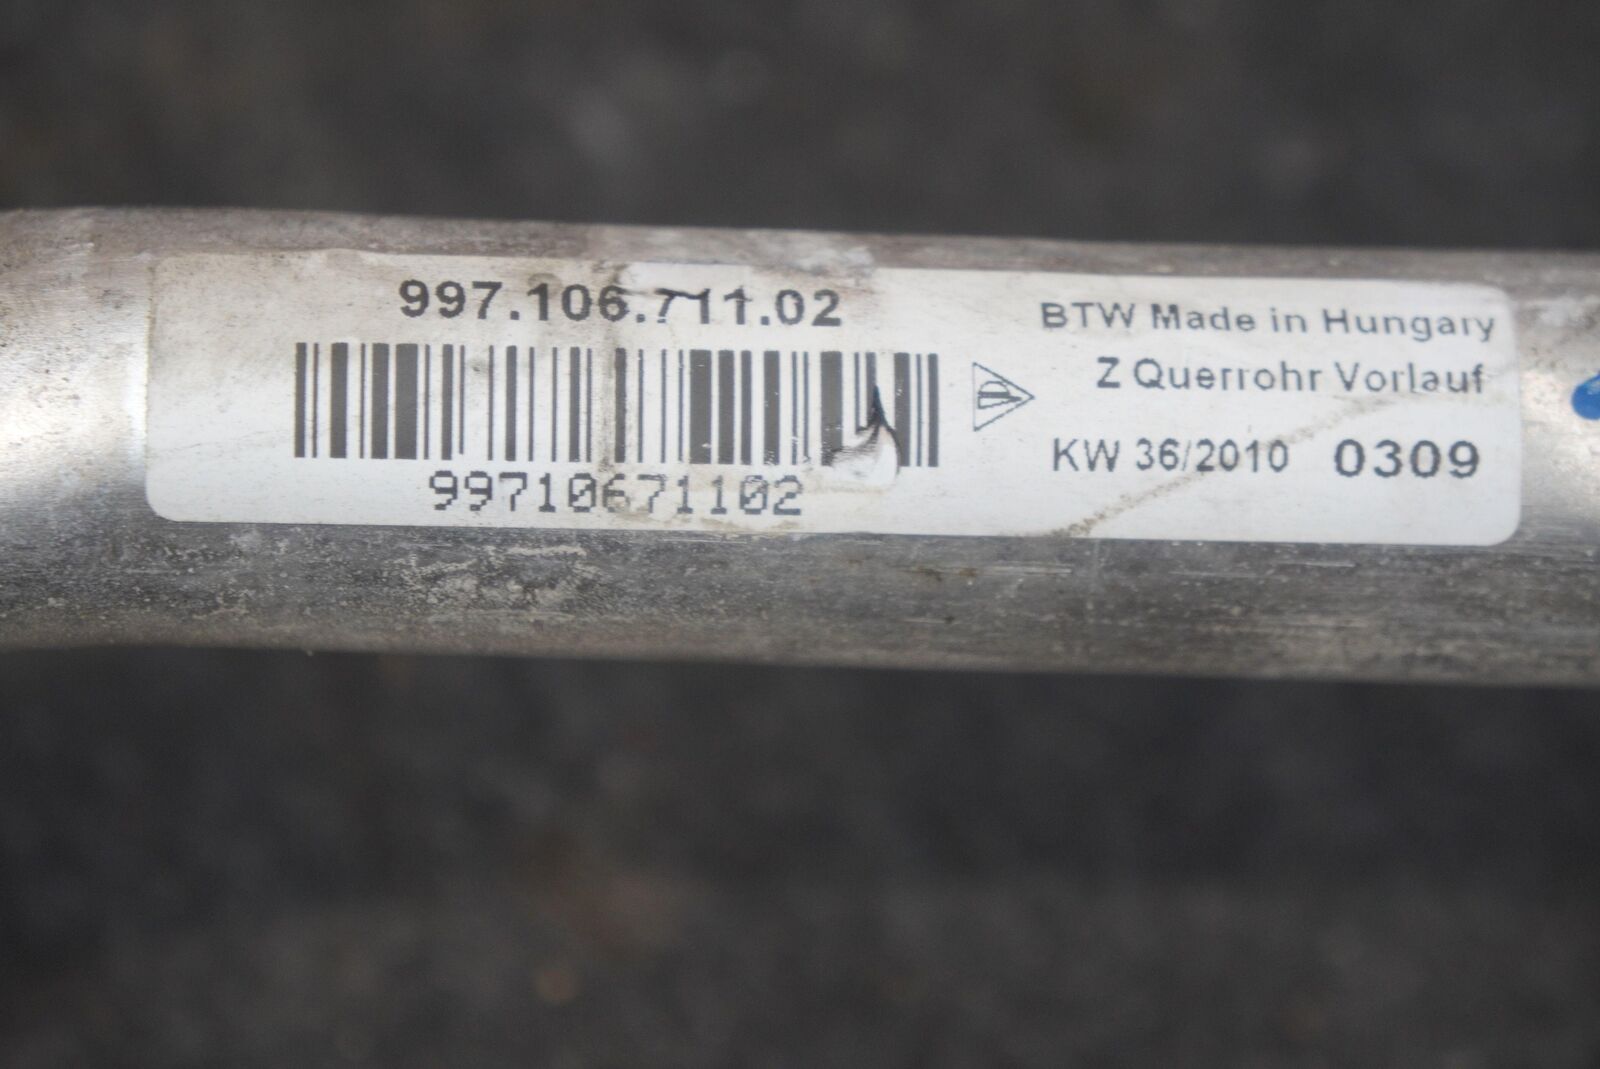 997.106.711.02
99710671102
BTW Made in Hungary
Z Querrohr Vorlauf
KW 36/2010 0309